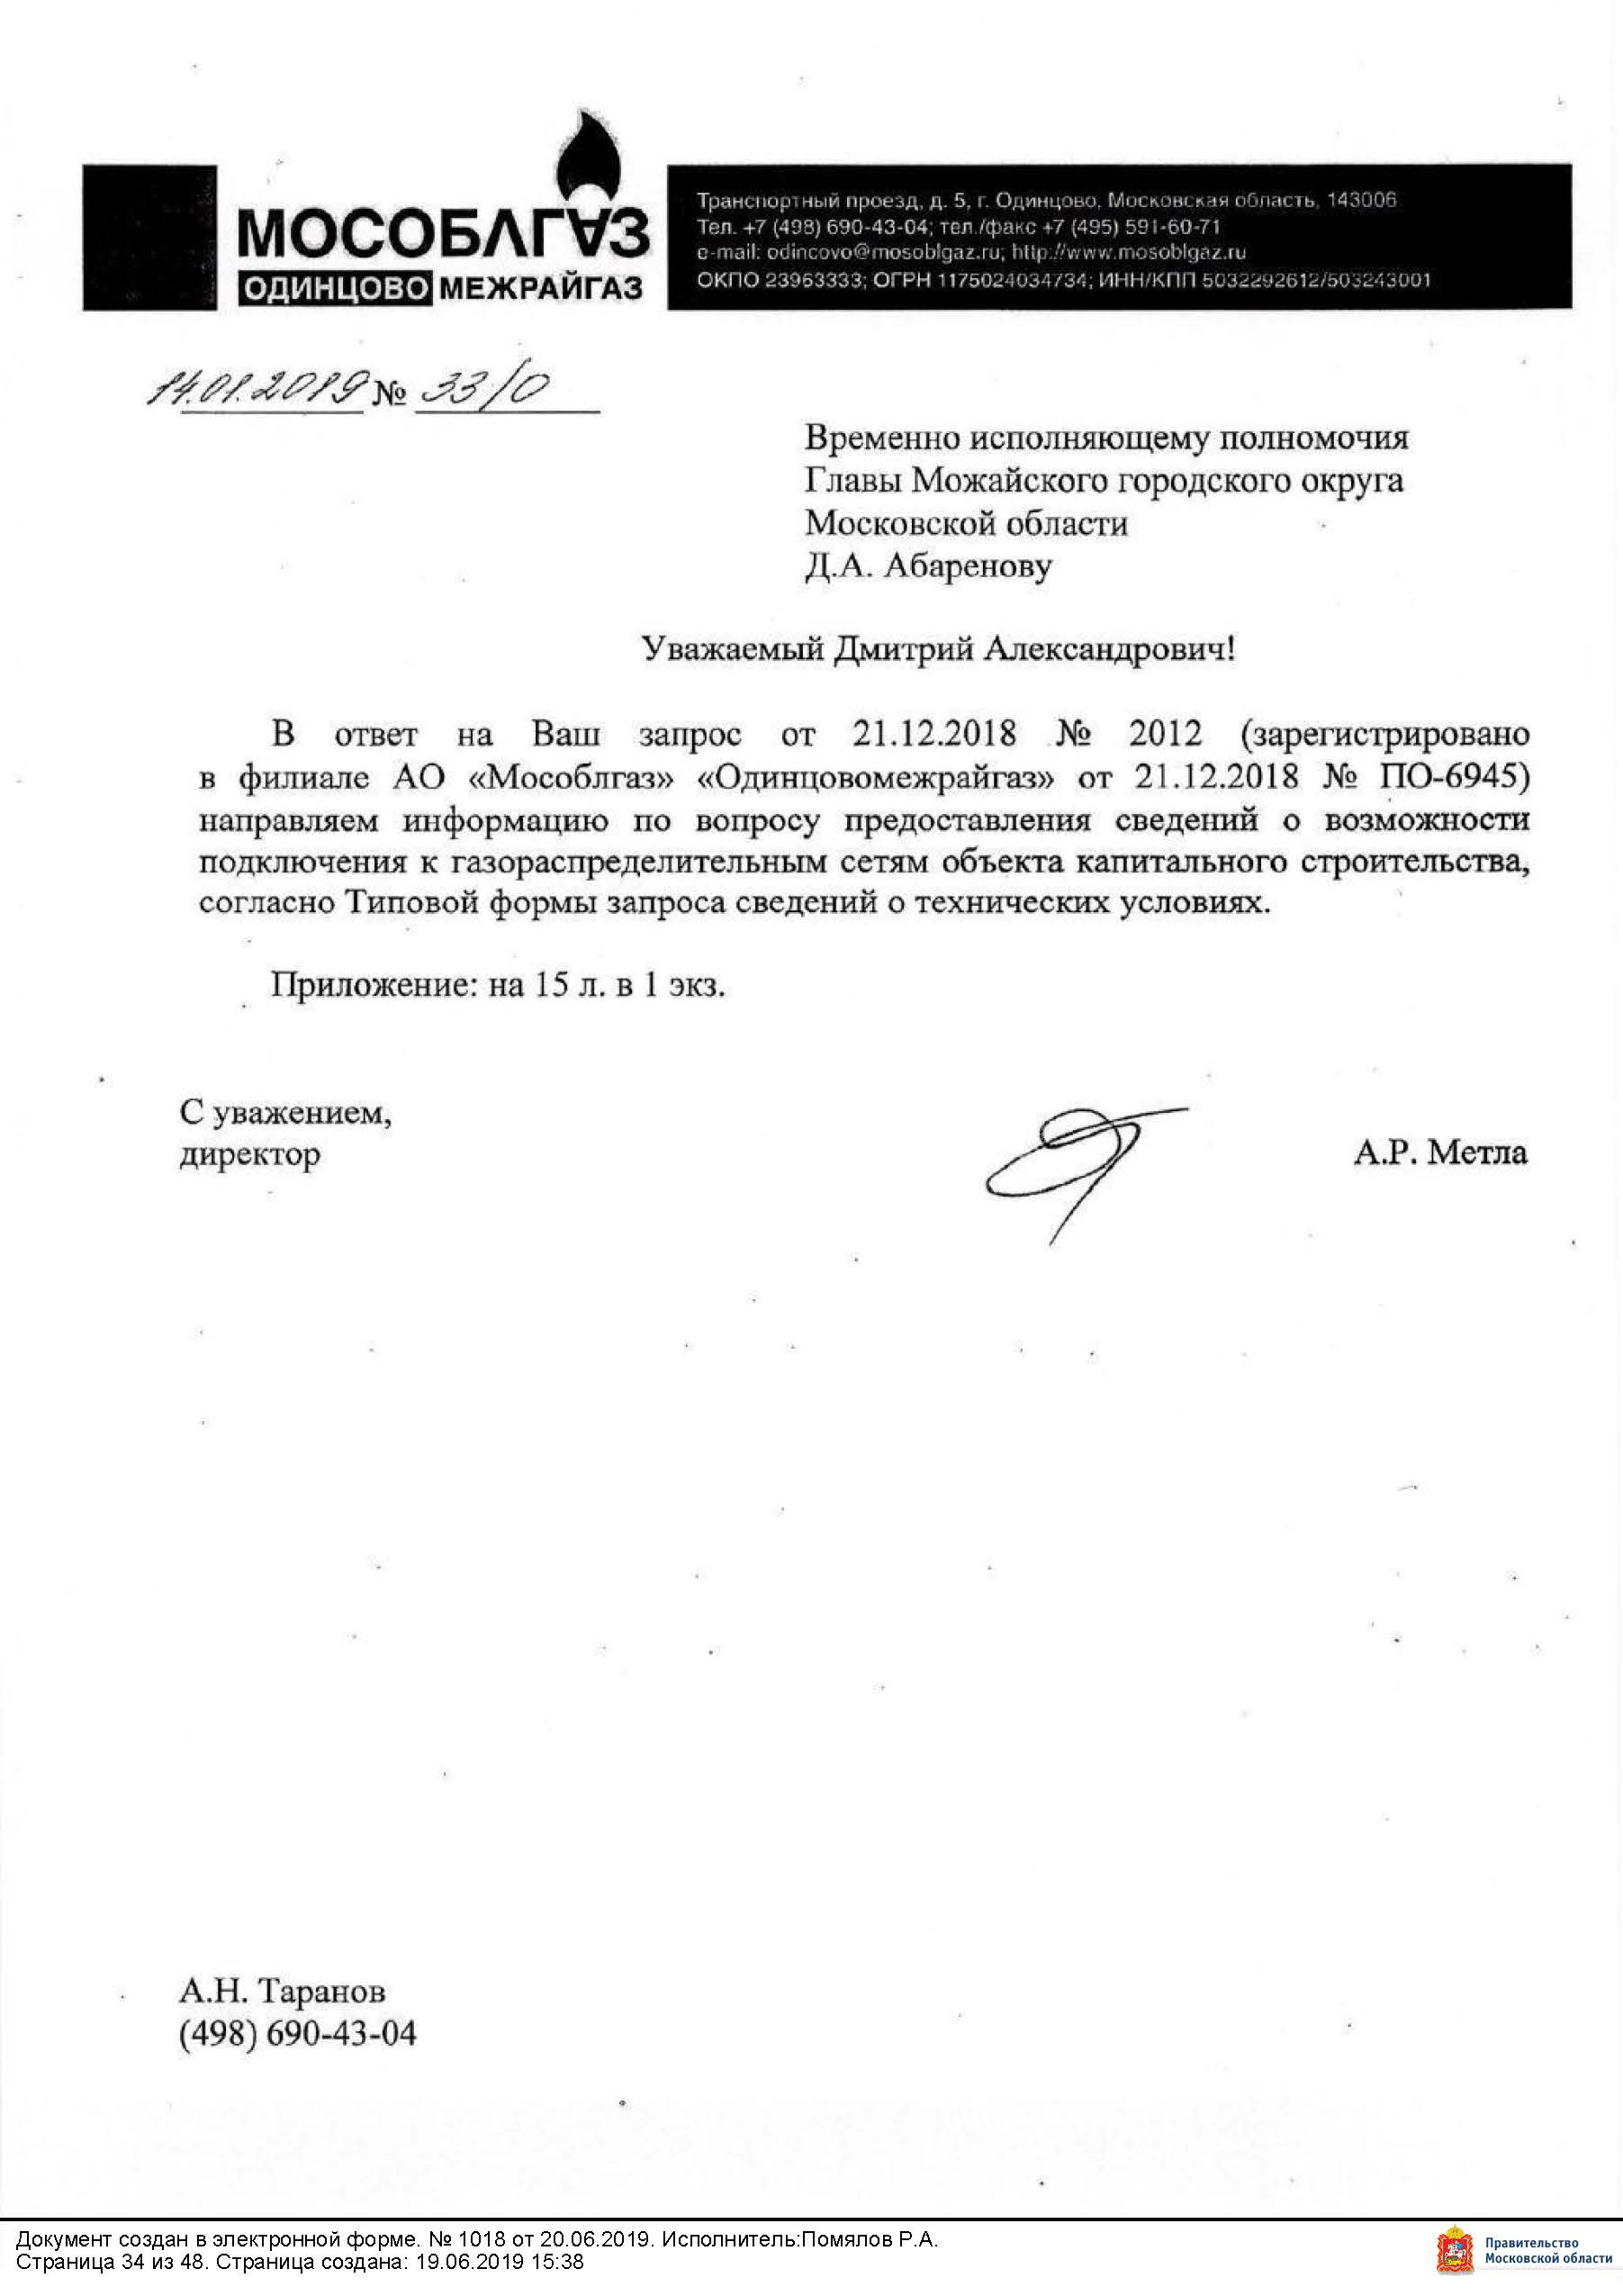 МОСОБЛГАЗ
ОДИНЦОВО МЕЖРАЙГАЗ
Транспортный проезд, д. 5, г. Одинцово, Московская область, 143006
Тел. +7 (498) 690-43-04; тел./факс +7 (495) 591-60-71
e-mail: odincovo@mosoblgaz.ru; http://www.mosoblgaz.ru
ОКПО 23963333; ОГРН 1175024034734; ИНН/КПП 5032292612/503243001
14.01.2019 № 33/О
Временно исполняющему полномочия
Главы Можайского городского округа
Московской области
Д.А. Абаренову
Уважаемый Дмитрий Александрович!
В ответ на Ваш запрос от 21.12.2018 № 2012 (зарегистрировано
в филиале АО «Мособлгаз» «Одинцовомежрайгаз» от 21.12.2018 № ПО-6945)
направляем информацию по вопросу предоставления сведений о возможности
подключения к газораспределительным сетям объекта капитального строительства,
согласно Типовой формы запроса сведений о технических условиях.
Приложение: на 15 л. в 1 экз.
С уважением,
директор
А.Р. Метла
А.Н. Таранов
(498) 690-43-04
Документ создан в электронной форме. № 1018 от 20.06.2019. Исполнитель:Помялов Р.А.
Страница 34 из 48. Страница создана: 19.06.2019 15:38
Правительство
Московской области